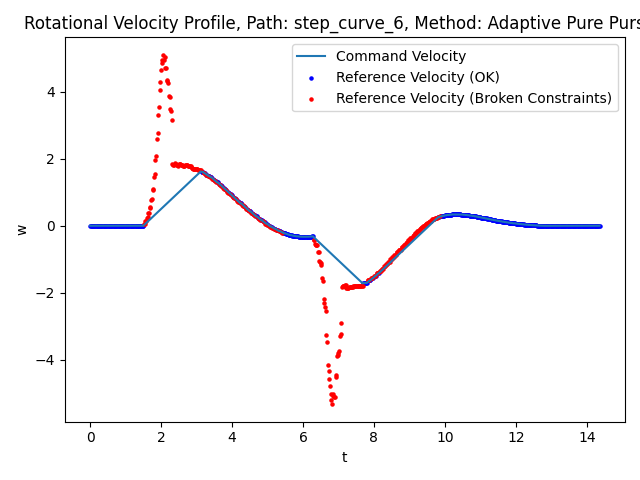 Rotational Velocity Profile, Path: step_curve_6, Method: Adaptive Pure Purs
Command Velocity
Reference Velocity (OK)
Reference Velocity (Broken Constraints)
4
2
0
−2
−4
w
0 2 4 6 8 10 12 14
t